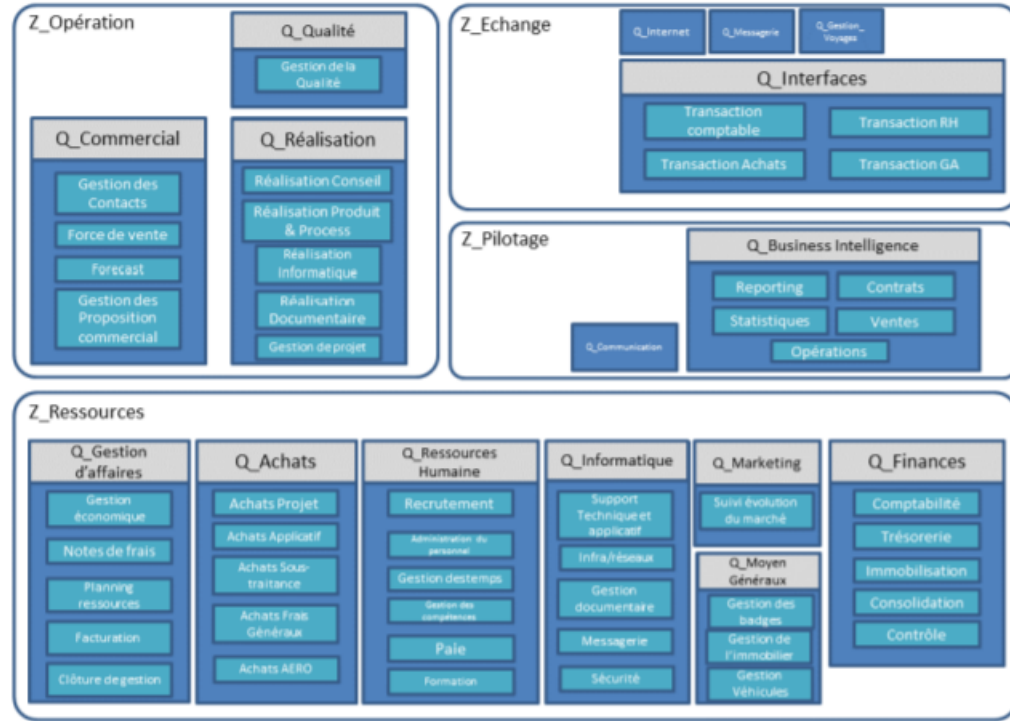 Z_Opération
Q_Qualité
Gestion de la
Qualité
Q_Commercial
Gestion des
Contacts
Force de vente
Forecast
Gestion des
Proposition
commercial
Q_Réalisation
Réalisation Conseil
Réalisation Produit
& Process
Réalisation
Informatique
Réalisation
Documentaire
Gestion de projet
Z_Echange
Q_Internet
Q_Messagerie
Q_Gestion_
Voyages
Q_Interfaces
Transaction
comptable
Transaction RH
Transaction Achats
Transaction GA
Z_Pilotage
Q_Communication
Q_Business Intelligence
Reporting
Contrats
Statistiques
Ventes
Opérations
Z_Ressources
Q_Gestion
d'affaires
Gestion
économique
Notes de frais
Planning
ressources
Facturation
Clôture de gestion
Q_Achats
Achats Projet
Achats Applicatif
Achats Sous-
traitance
Achats Frais
Généraux
Achats AERO
Q_Ressources
Humaine
Recrutement
Administration du
personnel
Gestion destemps
Gestion des
compétences
Paie
Formation
Q_Informatique
Support
Technique et
applicatif
Infra/réseaux
Gestion
documentaire
Messagerie
Sécurité
Q_Marketing
Suivi évolution
du marché
Q_Moyen
Généraux
Gestion des
badges
Gestion de
l'immobilier
Gestion
Véhicules
Q_Finances
Comptabilité
Trésorerie
Immobilisation
Consolidation
Contrôle